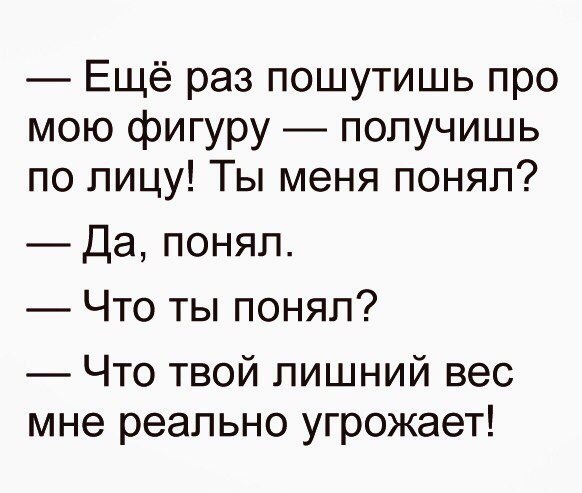 — Ещё раз пошутишь про
мою фигуру — получишь
по лицу! Ты меня понял?
— Да, понял.
— Что ты понял?
— Что твой лишний вес
мне реально угрожает!